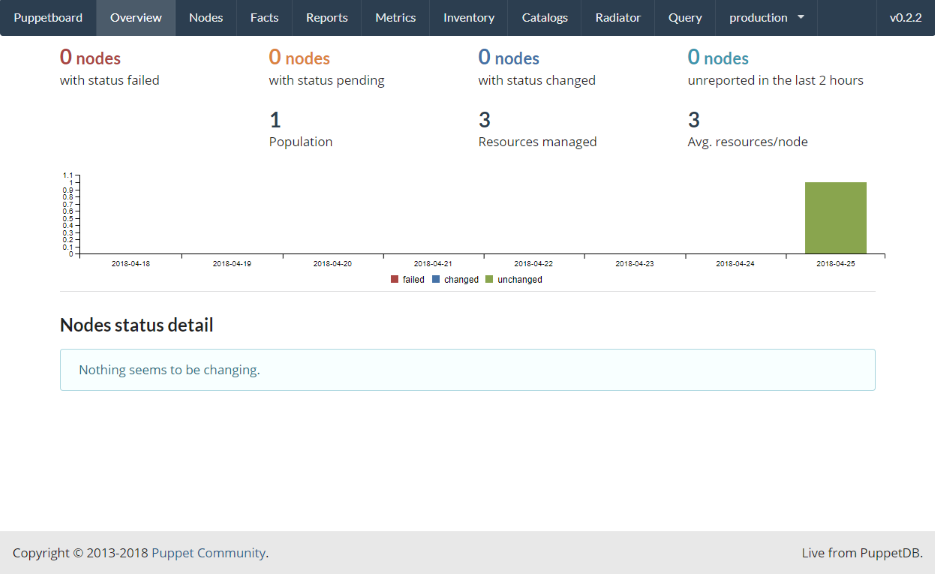 Puppetboard Overview Nodes Facts Reports Metrics Inventory Catalogs Radiator Query production v0.2.2
0 nodes 0 nodes 0 nodes 0 nodes
with status failed with status pending with status changed unreported in the last 2 hours
1 3 3
Population Resources managed Avg. resources/node
1.1
1
0.9
0.8
0.7
0.6
0.5
0.4
0.3
0.2
0.1
0
2018-04-18 2018-04-19 2018-04-20 2018-04-21 2018-04-22 2018-04-23 2018-04-24 2018-04-25
failed changed unchanged
Nodes status detail
Nothing seems to be changing.
Copyright © 2013-2018 Puppet Community. Live from PuppetDB.